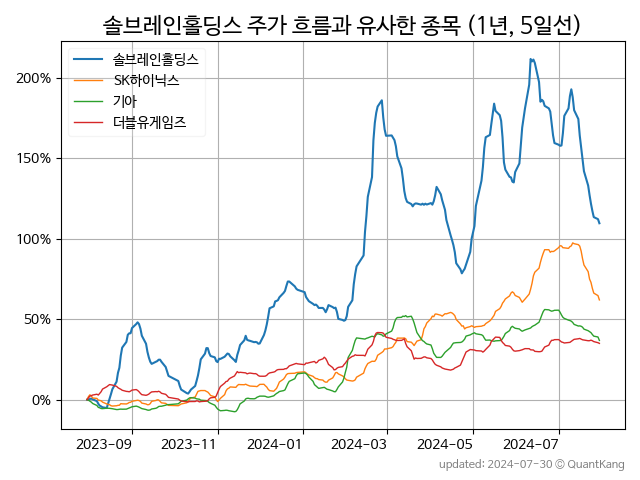 솔브레인홀딩스 주가 흐름과 유사한 종목 (1년, 5일선)
솔브레인홀딩스
SK하이닉스
기아
더블유게임즈
200%
150%
100%
50%
0%
2023-09 2023-11 2024-01 2024-03 2024-05 2024-07
updated: 2024-07-30 © QuantKang